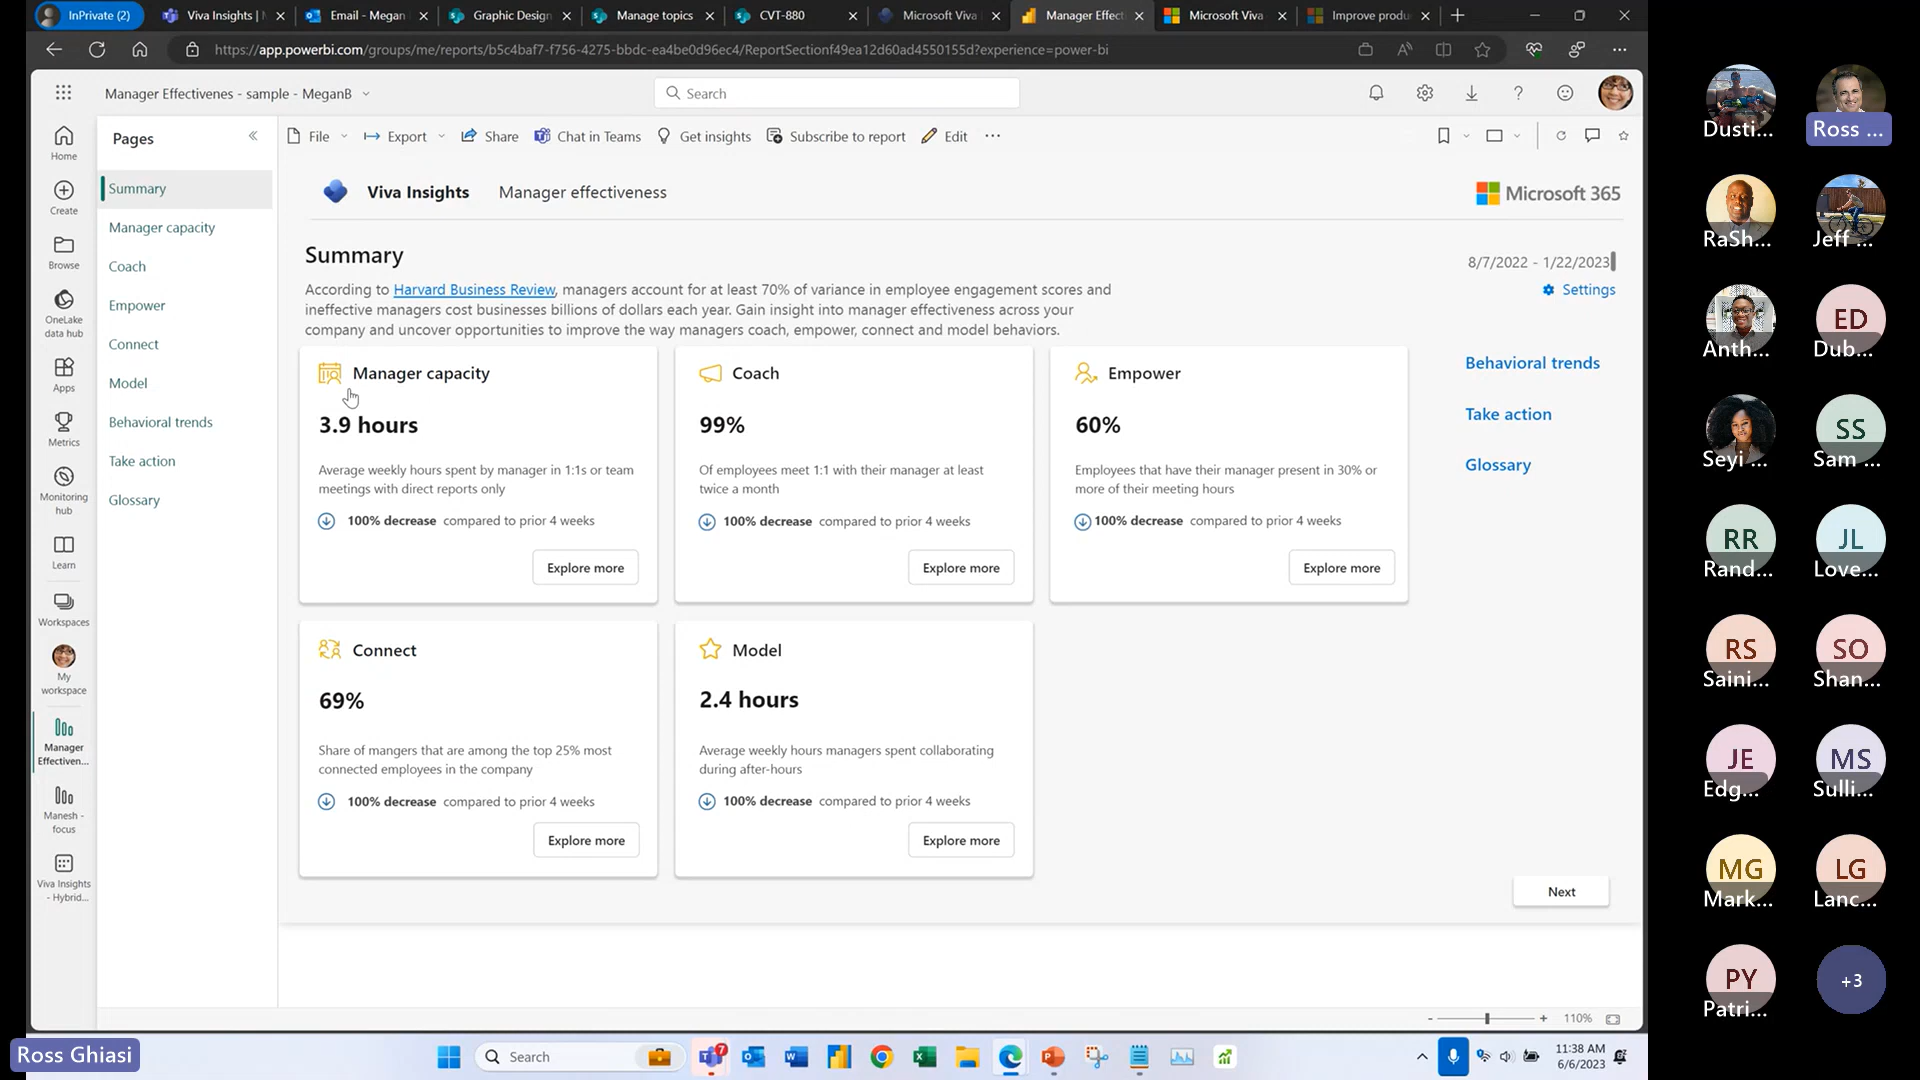 InPrivate (2)
Viva Insights |
Email - Megan
Graphic Design
Manage topics
CVT-880
Microsoft Viva
Manager Effect
Microsoft Viva
Improve produ
https://app.powerbi.com/groups/me/reports/b5c4baf7-f756-4275-bbdc-ea4be0d96ec4/ReportSectionf49ea12d60ad4550155d?experience=power-bi
Manager Effectivenes - sample - MeganB
Search
Home
Create
Browse
OneLake
data hub
Apps
Metrics
Monitoring
hub
Learn
Workspaces
My
workspace
Manager
Effectiven...
Manesh -
focus
Viva Insights
- Hybrid...
Pages
Summary
Manager capacity
Coach
Empower
Connect
Model
Behavioral trends
Take action
Glossary
File
Export
Share
Chat in Teams
Get insights
Subscribe to report
Edit
Viva Insights
Manager effectiveness
Microsoft 365
Summary
8/7/2022 - 1/22/2023
Settings
According to Harvard Business Review, managers account for at least 70% of variance in employee engagement scores and
ineffective managers cost businesses billions of dollars each year. Gain insight into manager effectiveness across your
company and uncover opportunities to improve the way managers coach, empower, connect and model behaviors.
Manager capacity
3.9 hours
Average weekly hours spent by manager in 1:1s or team
meetings with direct reports only
100% decrease compared to prior 4 weeks
Explore more
Coach
99%
Of employees meet 1:1 with their manager at least
twice a month
100% decrease compared to prior 4 weeks
Explore more
Empower
60%
Employees that have their manager present in 30% or
more of their meeting hours
100% decrease compared to prior 4 weeks
Explore more
Behavioral trends
Take action
Glossary
Connect
69%
Share of mangers that are among the top 25% most
connected employees in the company
100% decrease compared to prior 4 weeks
Explore more
Model
2.4 hours
Average weekly hours managers spent collaborating
during after-hours
100% decrease compared to prior 4 weeks
Explore more
Next
110%
Dusti...
Ross ...
RaSh...
Jeff ...
Anth...
ED
Dub...
Seyi ...
SS
Sam ...
RR
Rand...
JL
Love...
RS
Saini...
SO
Shan...
JE
Edg...
MS
Sulli...
MG
Mark...
LG
Lanc...
PY
Patri...
+3
Ross Ghiasi
Search
7
11:38 AM
6/6/2023